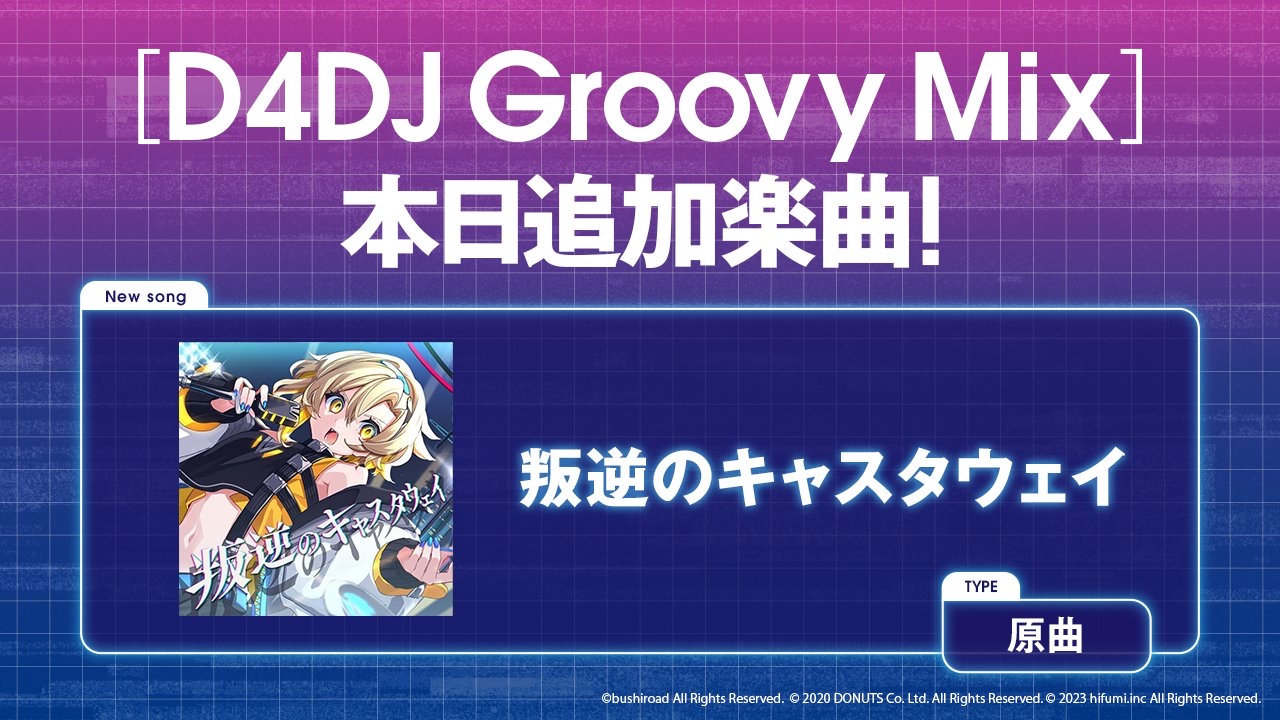 [D4DJ Groovy Mix]
本日追加楽曲!
New song
叛逆のキャスタウェイ
叛逆のキャスタウェイ
TYPE
原曲
©bushiroad All Rights Reserved. © 2020 DONUTS Co. Ltd. All Rights Reserved. © 2023 hifumi.inc All Rights Reserved.